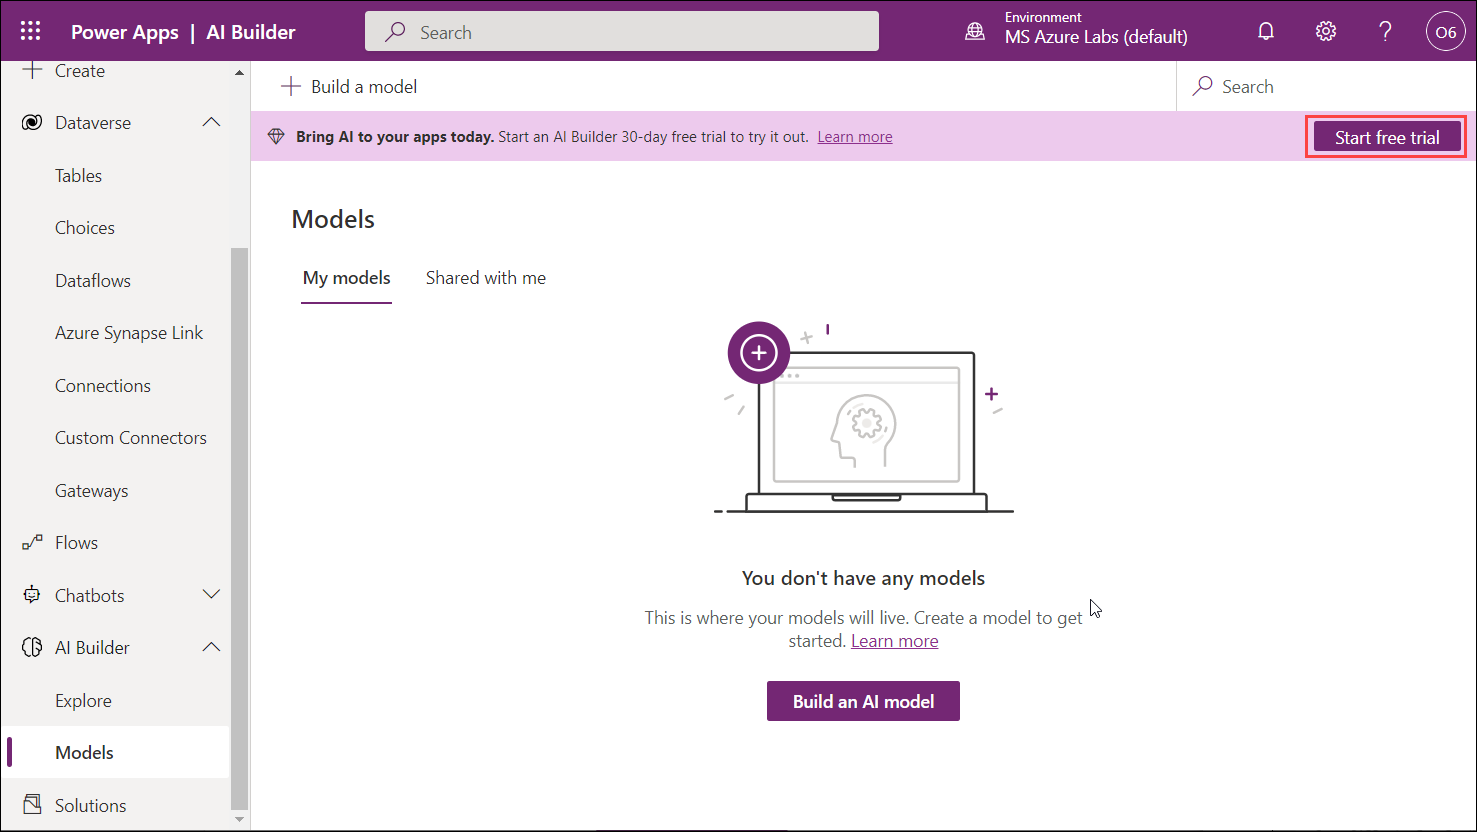 Power Apps | AI Builder
Search
Environment
MS Azure Labs (default)
O6
Create
Dataverse
Tables
Choices
Dataflows
Azure Synapse Link
Connections
Custom Connectors
Gateways
Flows
Chatbots
AI Builder
Explore
Models
Solutions
Build a model
Search
Bring AI to your apps today. Start an AI Builder 30-day free trial to try it out. Learn more
Start free trial
Models
My models
Shared with me
You don't have any models
This is where your models will live. Create a model to get
started. Learn more
Build an AI model